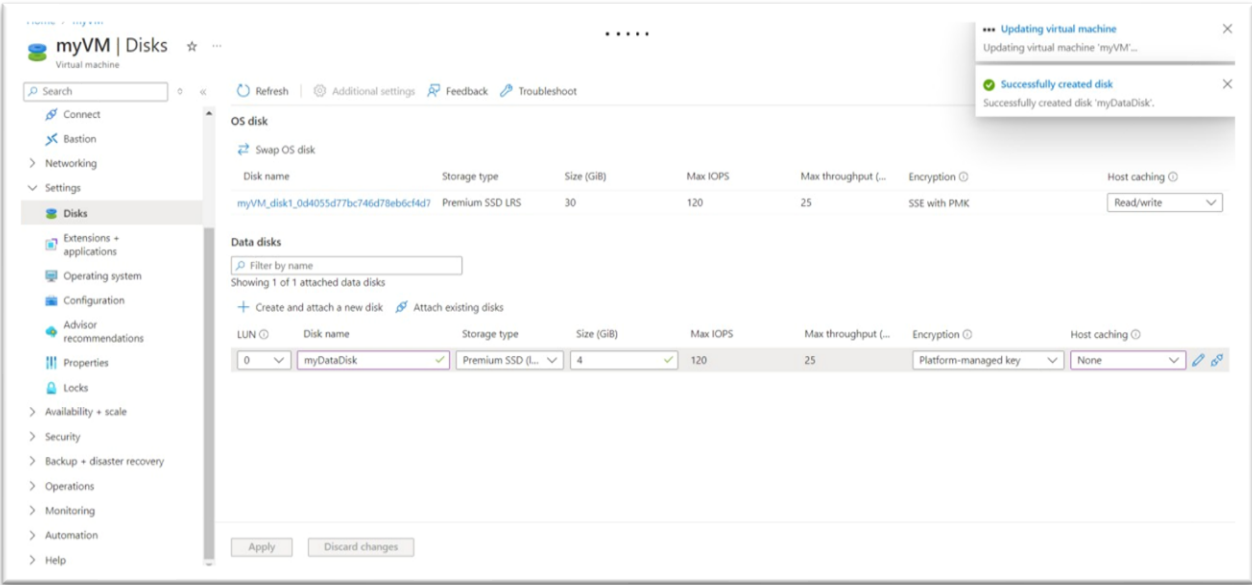 myVM | Disks
Virtual machine
Updating virtual machine
Updating virtual machine 'myVM'...
Successfully created disk
Successfully created disk 'myDataDisk'.
Search
Connect
Bastion
Networking
Settings
Disks
Extensions +
applications
Operating system
Configuration
Advisor
recommendations
Properties
Locks
Availability + scale
Security
Backup + disaster recovery
Operations
Monitoring
Automation
Help
Refresh Additional settings Feedback Troubleshoot
OS disk
Swap OS disk
Disk name Storage type Size (GiB) Max IOPS Max throughput (... Encryption Host caching
myVM_disk1_0d4055d77bc746d78eb6cf4d7 Premium SSD LRS 30 120 25 SSE with PMK Read/write
Data disks
Filter by name
Showing 1 of 1 attached data disks
Create and attach a new disk Attach existing disks
LUN Disk name Storage type Size (GiB) Max IOPS Max throughput (... Encryption Host caching
0 myDataDisk Premium SSD (l... 4 120 25 Platform-managed key None
Apply Discard changes